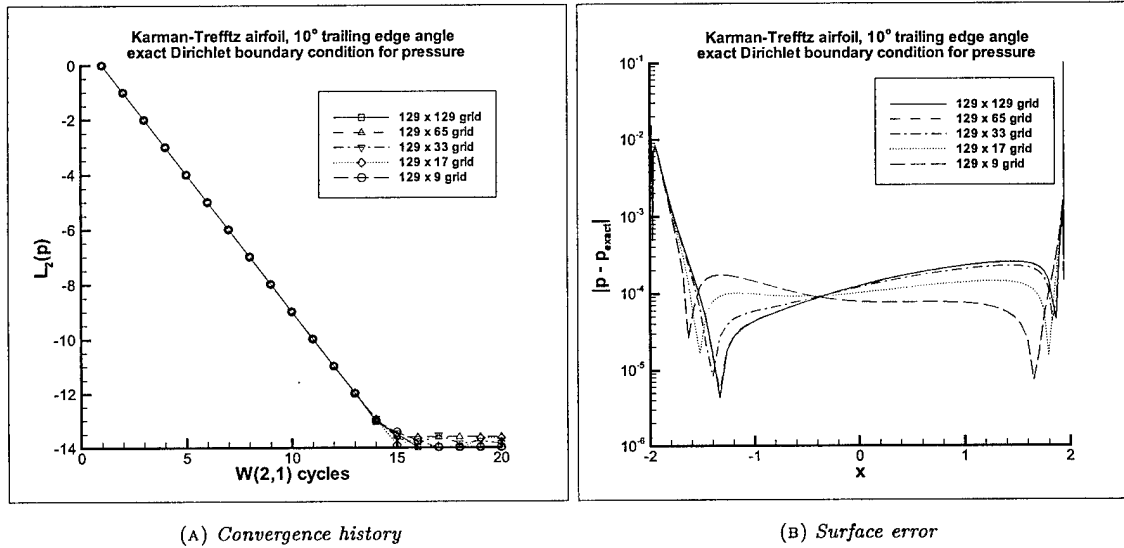 Karman-Trefftz airfoil, 10° trailing edge angle
exact Dirichlet boundary condition for pressure
129 x 129 grid
129 x 65 grid
129 x 33 grid
129 x 17 grid
129 x 9 grid
0
-2
-4
-6
-8
-10
-12
-14
L₂(p)
0
5
10
15
20
W(2,1) cycles
(A) Convergence history
Karman-Trefftz airfoil, 10° trailing edge angle
exact Dirichlet boundary condition for pressure
129 x 129 grid
129 x 65 grid
129 x 33 grid
129 x 17 grid
129 x 9 grid
10⁻¹
10⁻²
10⁻³
10⁻⁴
10⁻⁵
10⁻⁶
|p - pₑₓₐcₜ|
-2
-1
0
1
2
x
(B) Surface error